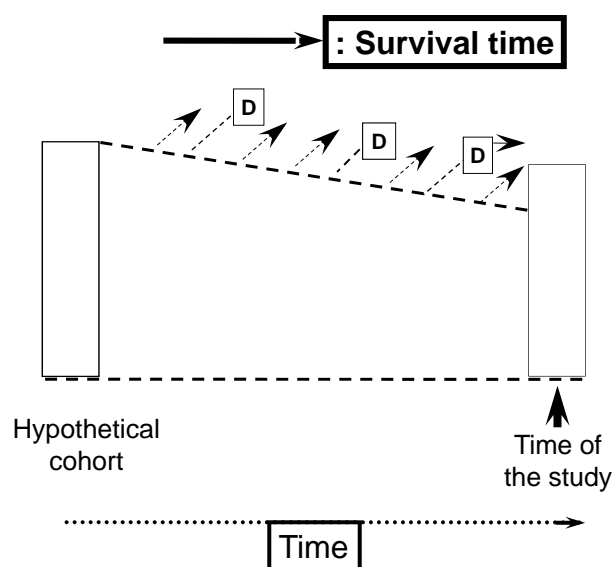 : Survival time
D
D
D
Hypothetical
cohort
Time of
the study
Time